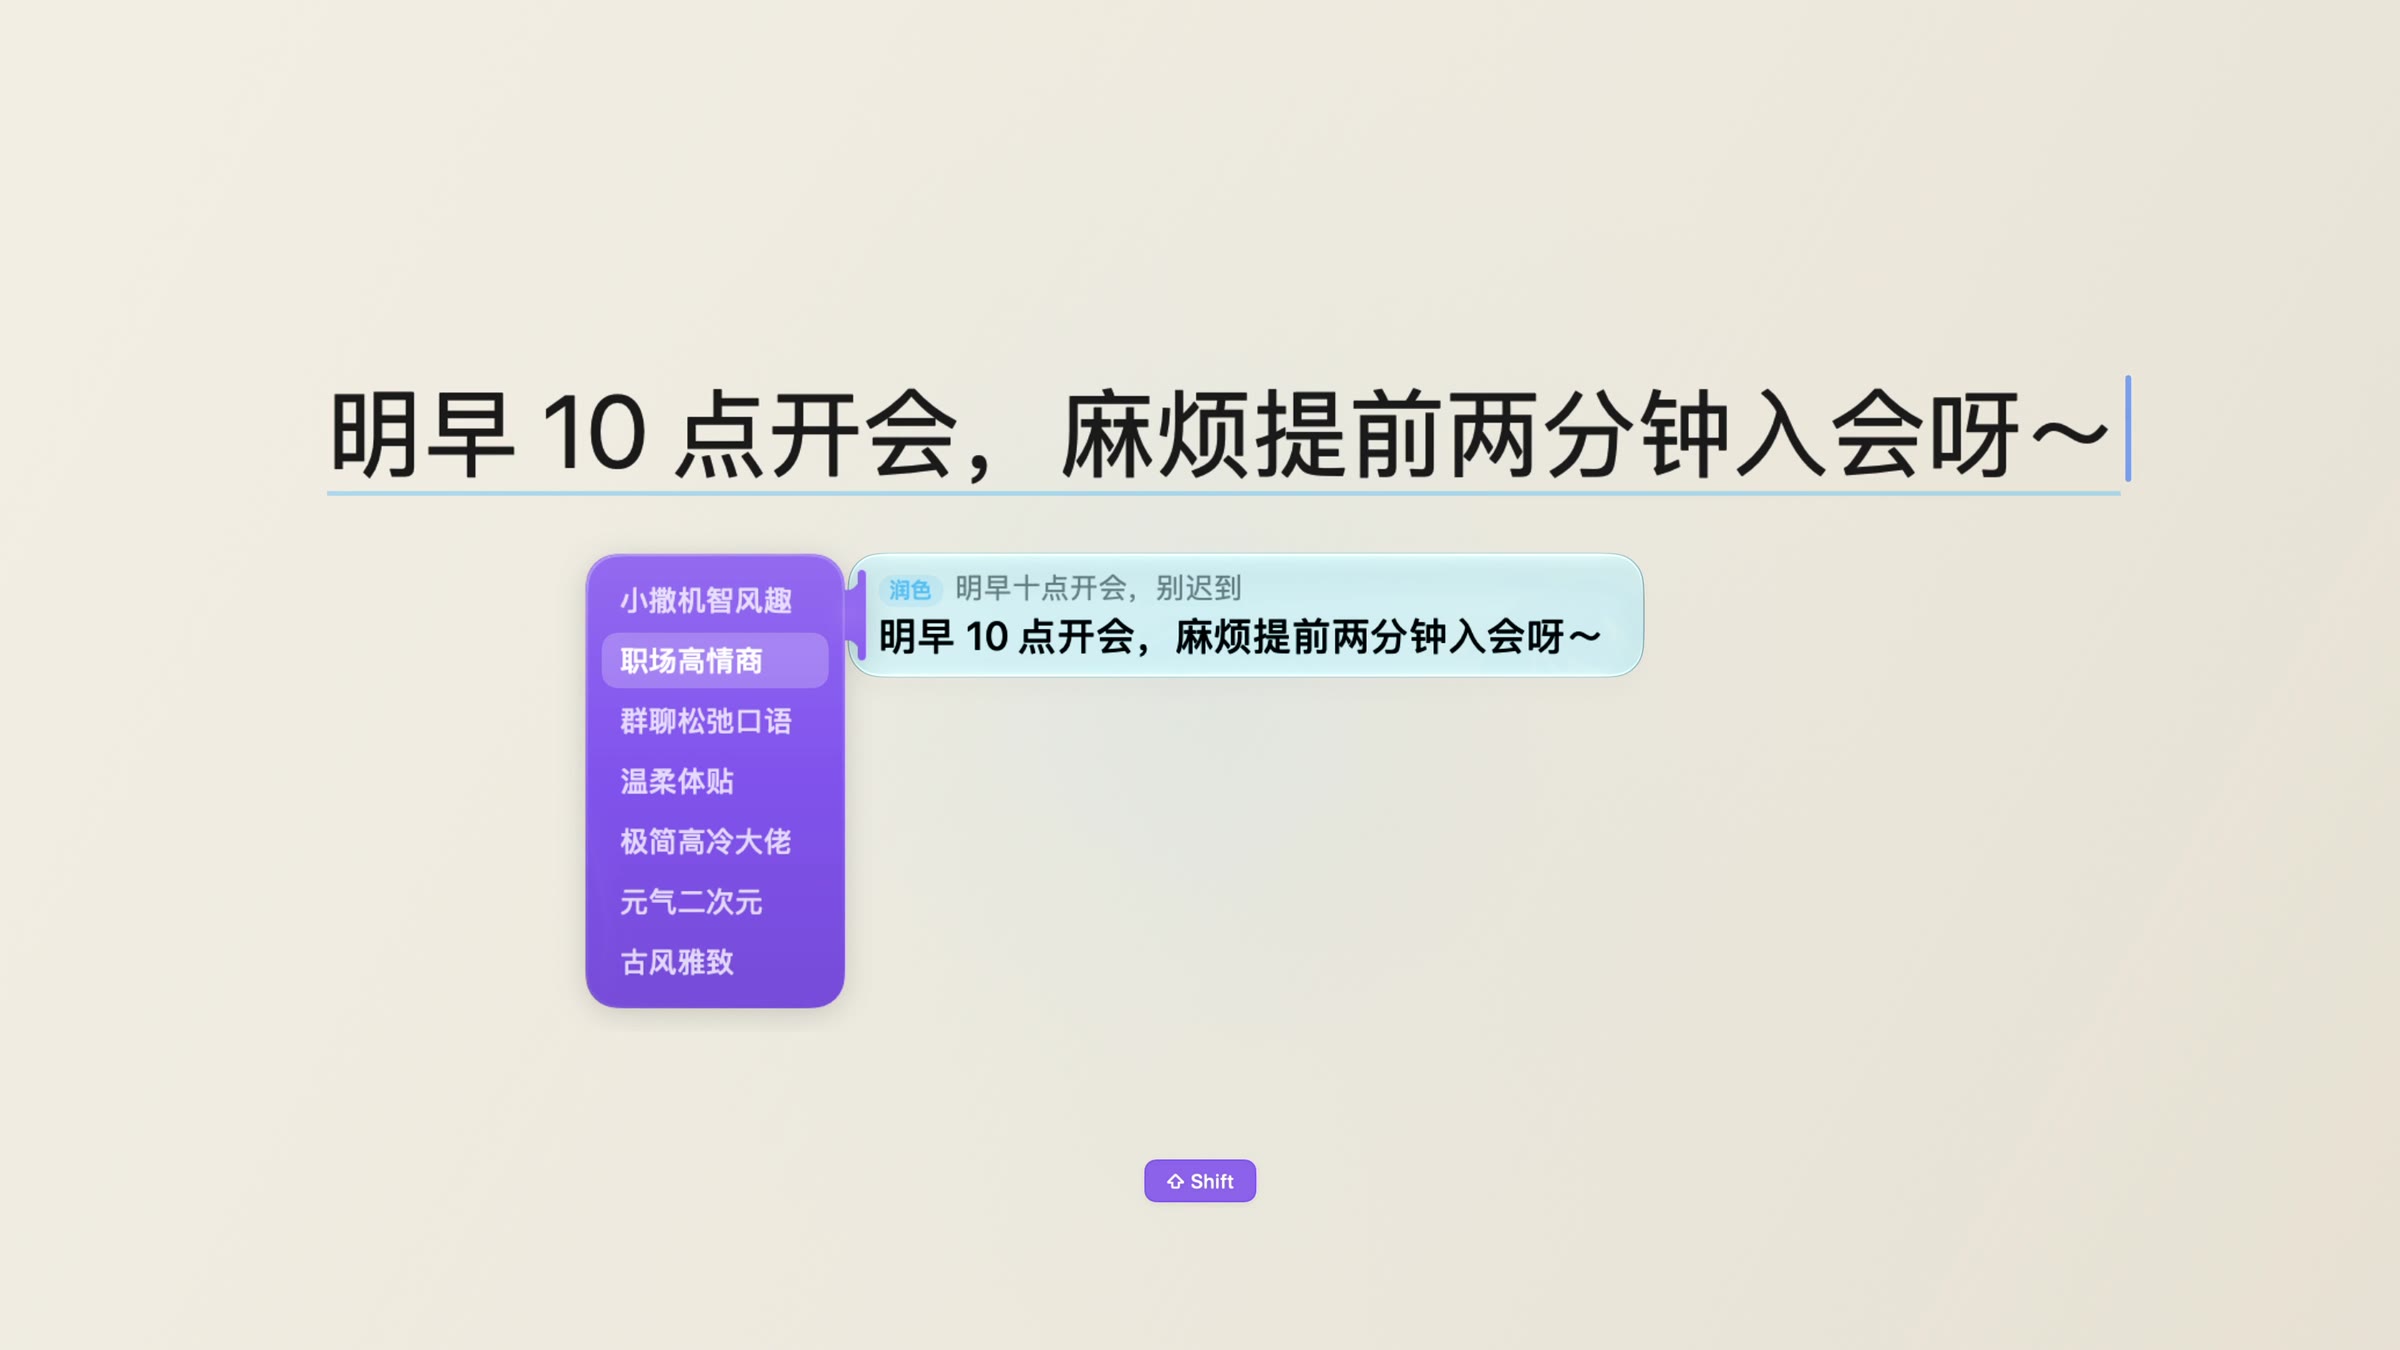 明早 10 点开会，麻烦提前两分钟入会呀～
小撒机智风趣
职场高情商
群聊松弛口语
温柔体贴
极简高冷大佬
元气二次元
古风雅致
润色 明早十点开会，别迟到
明早 10 点开会，麻烦提前两分钟入会呀～
Shift